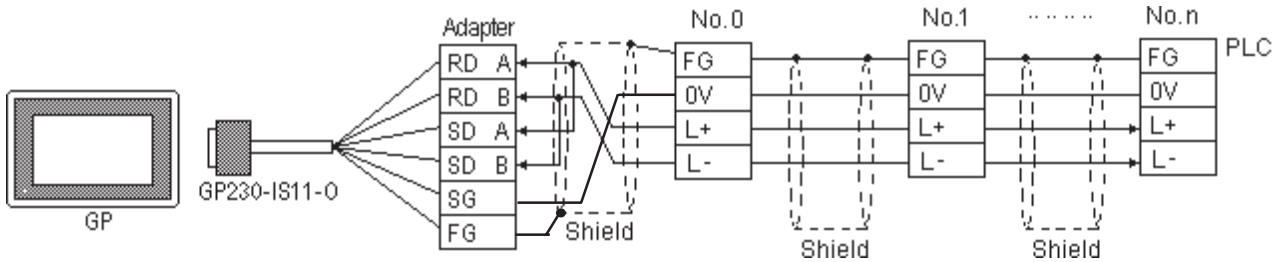 Adapter
No.0
No.1
No.n
RD A
RD B
SD A
SD B
SG
FG
GP
GP230-IS11-O
Shield
FG
0V
L+
L-
Shield
FG
0V
L+
L-
Shield
FG
0V
L+
L-
PLC